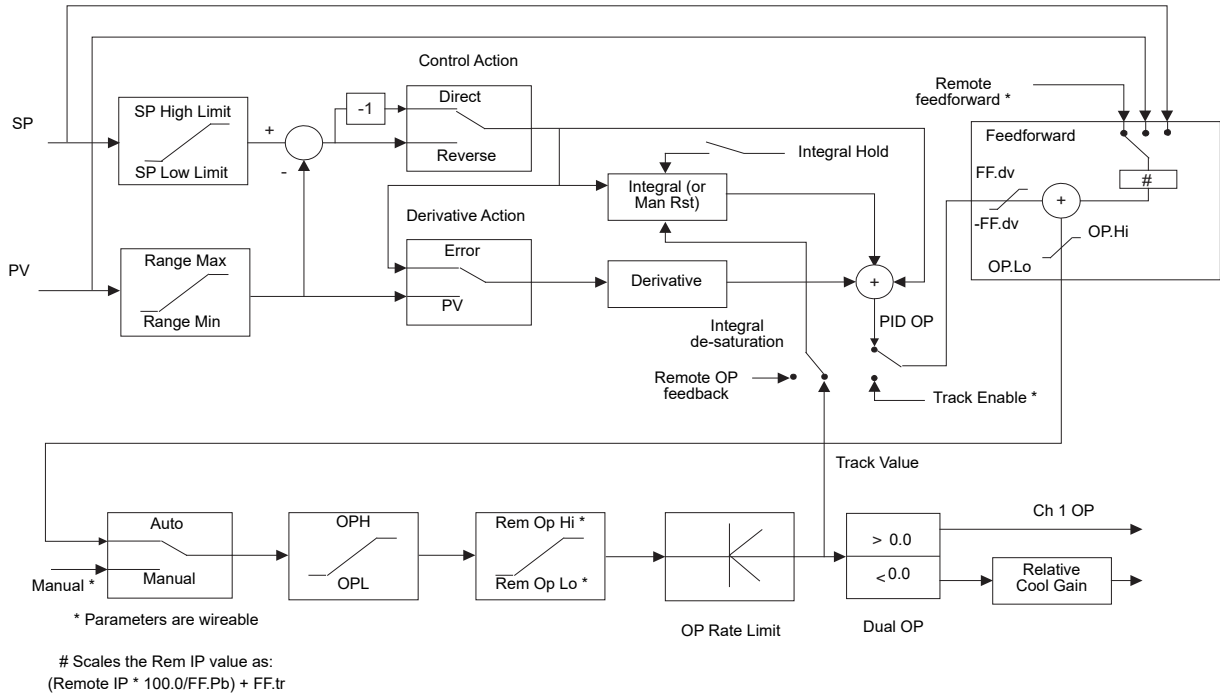 Control Action
SP
SP High Limit
SP Low Limit
+
-
-1
Direct
Reverse
Remote
feedforward *
Feedforward
#
FF.dv
-FF.dv
+
OP.Hi
OP.Lo
Integral Hold
Integral (or
Man Rst)
Derivative Action
PV
Range Max
Range Min
Error
PV
Derivative
+
PID OP
Integral
de-saturation
Remote OP
feedback
Track Enable *
Track Value
Auto
Manual
Manual *
OPH
OPL
Rem Op Hi *
Rem Op Lo *
OP Rate Limit
> 0.0
< 0.0
Dual OP
Ch 1 OP
Relative
Cool Gain
* Parameters are wireable
# Scales the Rem IP value as:
(Remote IP * 100.0/FF.Pb) + FF.tr